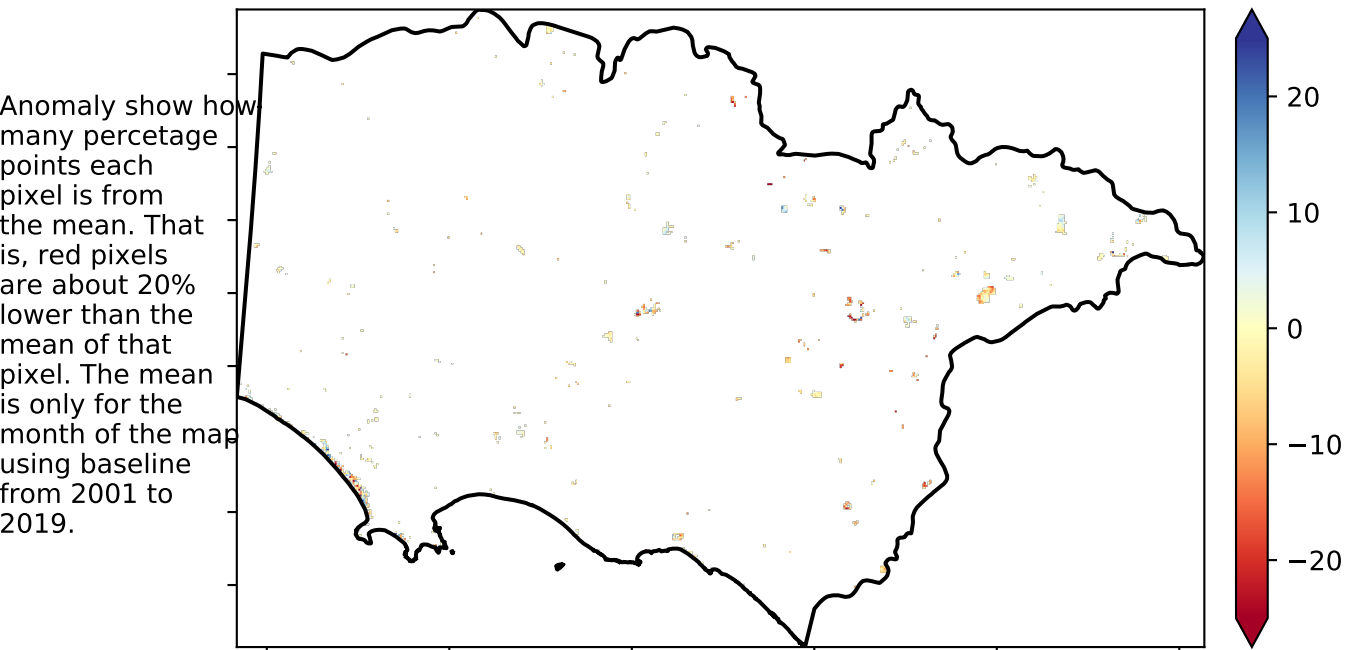 Anomaly show how
many percetage
points each
pixel is from
the mean. That
is, red pixels
are about 20%
lower than the
mean of that
pixel. The mean
is only for the
month of the map
using baseline
from 2001 to
2019.
20
10
0
−10
−20